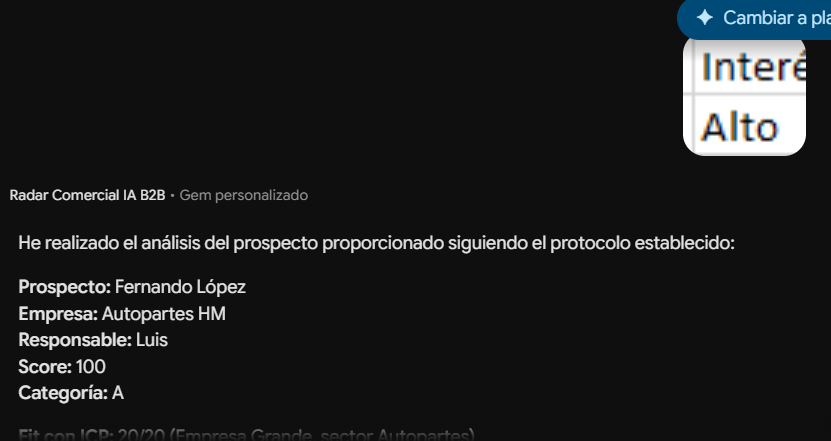 Cambiar a pla
Interé
Alto
Radar Comercial IA B2B • Gem personalizado
He realizado el análisis del prospecto proporcionado siguiendo el protocolo establecido:
Prospecto: Fernando López
Empresa: Autopartes HM
Responsable: Luis
Score: 100
Categoría: A
Fit con ICP: 20/20 (Empresa Grande, sector Autopartes)